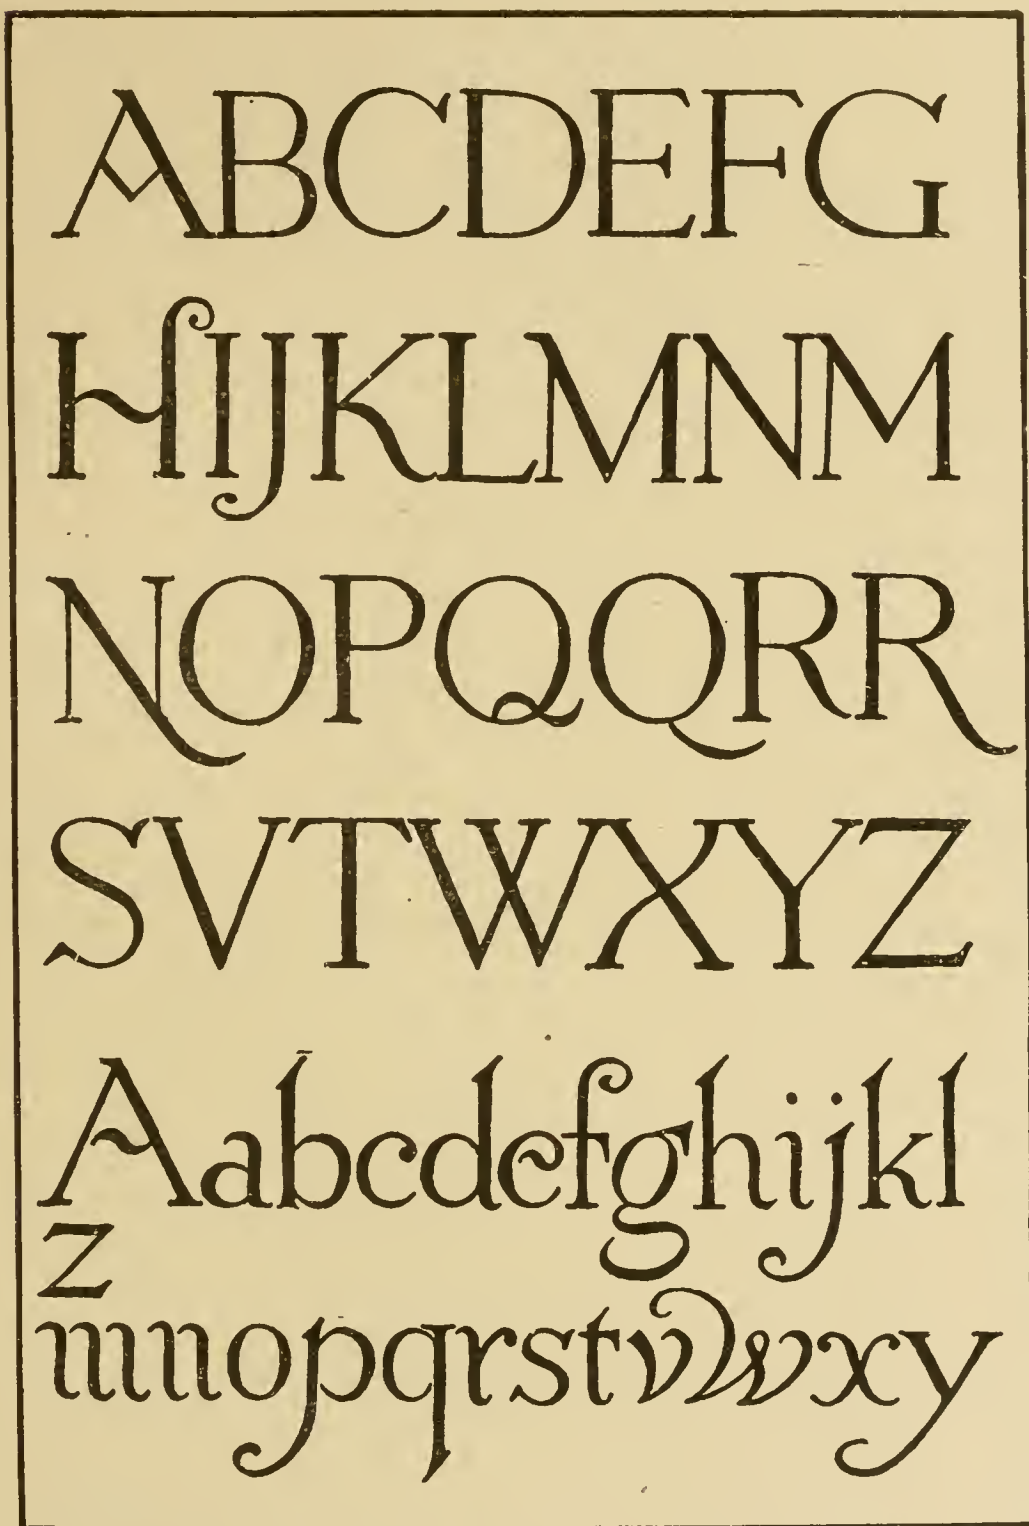 ABCDEFG
HIJKLMNM
NOPQQRR
SVTWXYZ
Aabcdefghijkl
z
mnopqrstvwxy